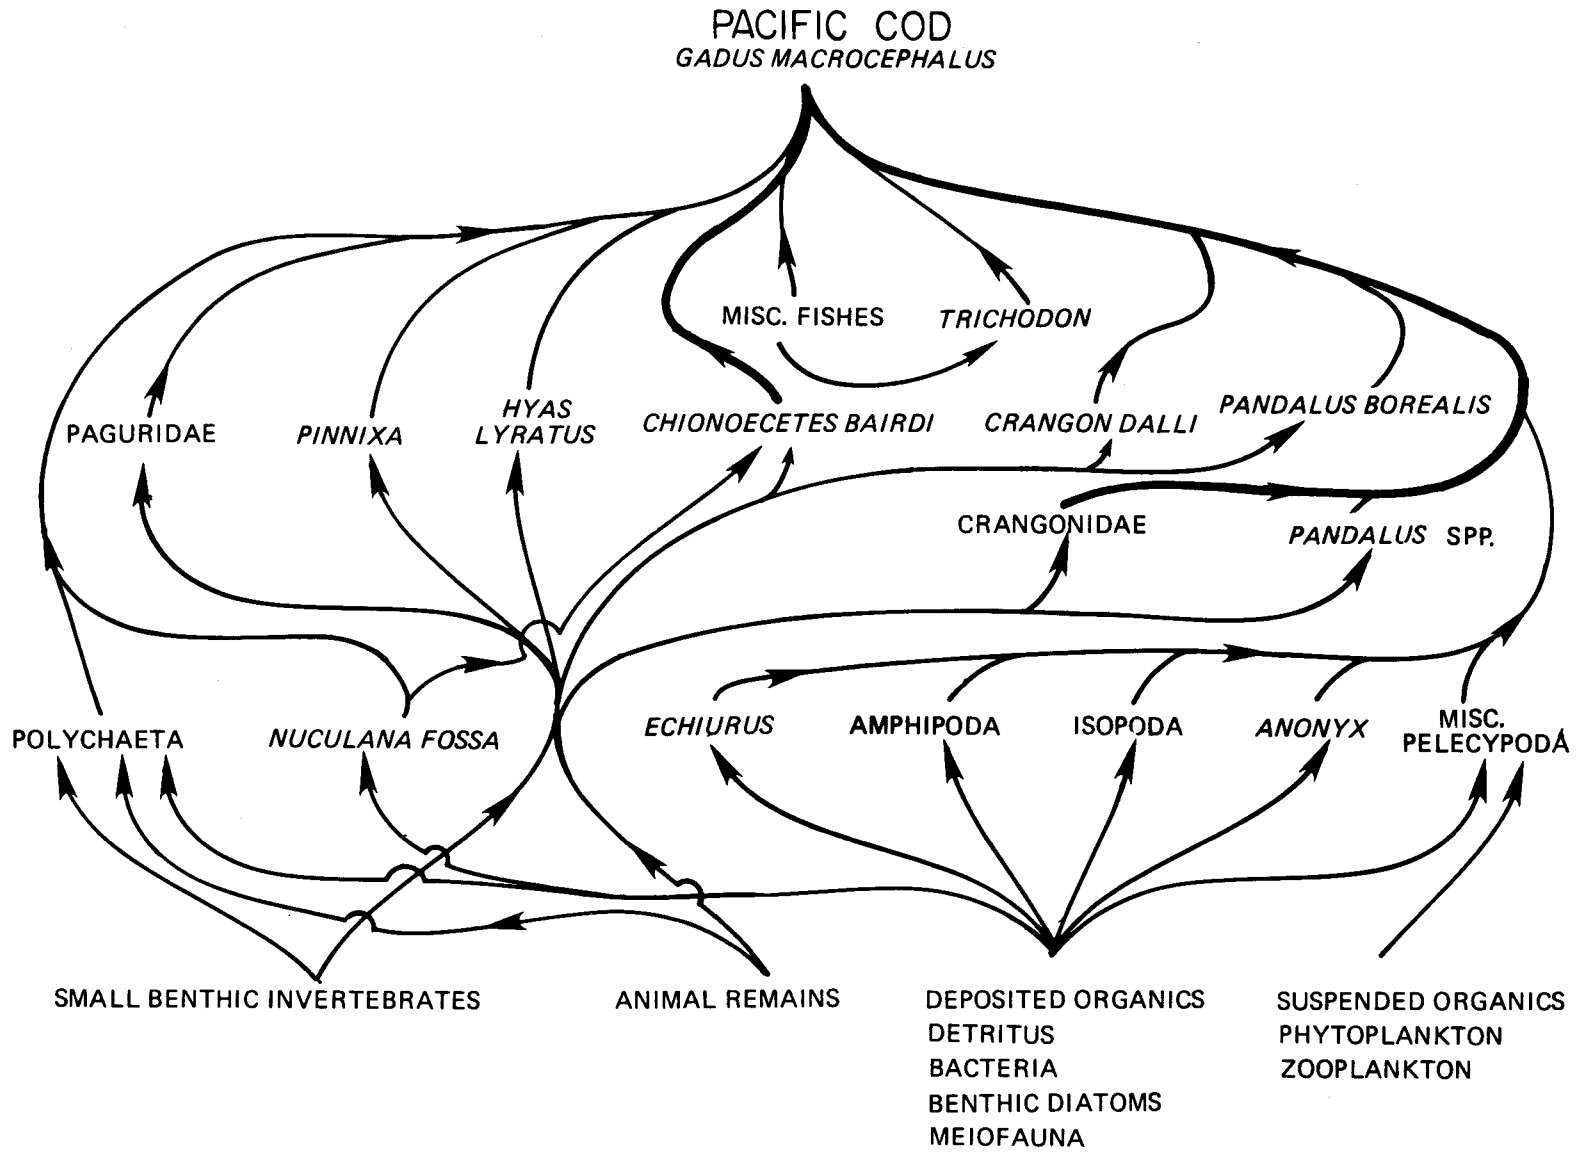 PACIFIC COD
GADUS MACROCEPHALUS
MISC. FISHES
TRICHODON
PAGURIDAE
PINNIXA
HYAS
LYRATUS
CHIONOECETES BAIRDI
CRANGON DALLI
PANDALUS BOREALIS
CRANGONIDAE
PANDALUS SPP.
POLYCHAETA
NUCULANA FOSSA
ECHIURUS
AMPHIPODA
ISOPODA
ANONYX
MISC.
PELECYPODA
SMALL BENTHIC INVERTEBRATES
ANIMAL REMAINS
DEPOSITED ORGANICS
DETRITUS
BACTERIA
BENTHIC DIATOMS
MEIOFAUNA
SUSPENDED ORGANICS
PHYTOPLANKTON
ZOOPLANKTON